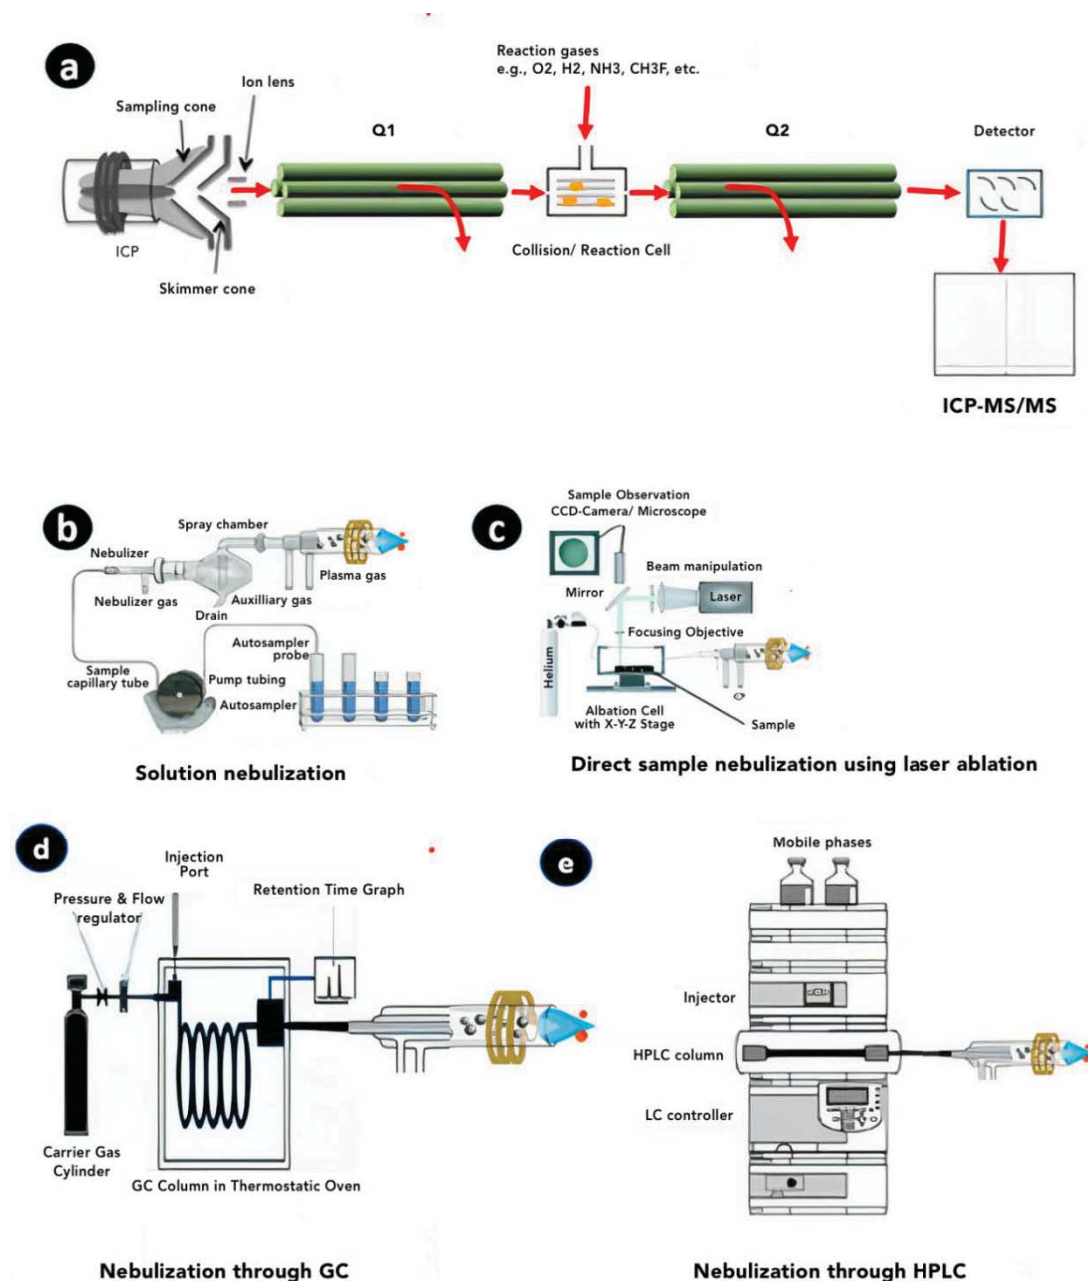 a
Reaction gases
e.g., O2, H2, NH3, CH3F, etc.
Ion lens
Sampling cone
Q1
Q2
Detector
ICP
Collision/ Reaction Cell
Skimmer cone
ICP-MS/MS
b
Spray chamber
Nebulizer
Plasma gas
Nebulizer gas
Auxilliary gas
Drain
Autosampler
probe
Sample
capillary tube
Pump tubing
Autosampler
Solution nebulization
c
Sample Observation
CCD-Camera/ Microscope
Beam manipulation
Mirror
Laser
Focusing Objective
Helium
Albation Cell
with X-Y-Z Stage
Sample
Direct sample nebulization using laser ablation
d
Injection
Port
Retention Time Graph
Pressure & Flow
regulator
Carrier Gas
Cylinder
GC Column in Thermostatic Oven
Nebulization through GC
e
Mobile phases
Injector
HPLC column
LC controller
Nebulization through HPLC